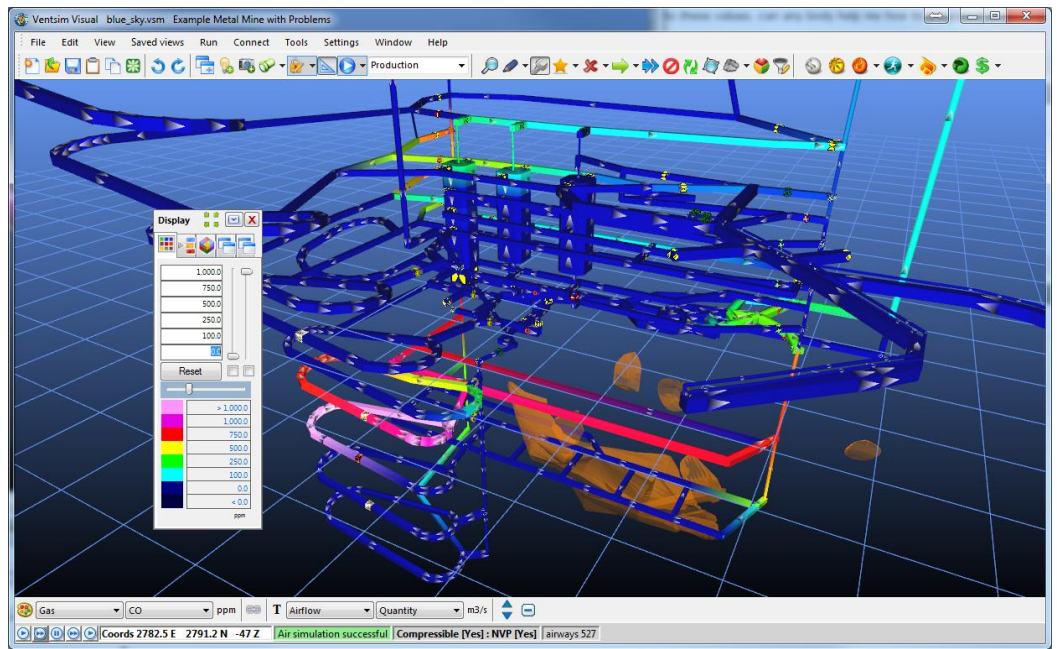 Ventsim Visual blue_sky.vsm Example Metal Mine with Problems
File Edit View Saved views Run Connect Tools Settings Window Help
Production
Display
1,000.0
750.0
500.0
250.0
100.0
0.0
Reset
> 1,000.0
1,000.0
750.0
500.0
250.0
100.0
0.0
< 0.0
ppm
Gas CO ppm T Airflow Quantity m3/s
Coords 2782.5 E 2791.2 N -47 Z Air simulation successful Compressible [Yes] : NVP [Yes] airways 527